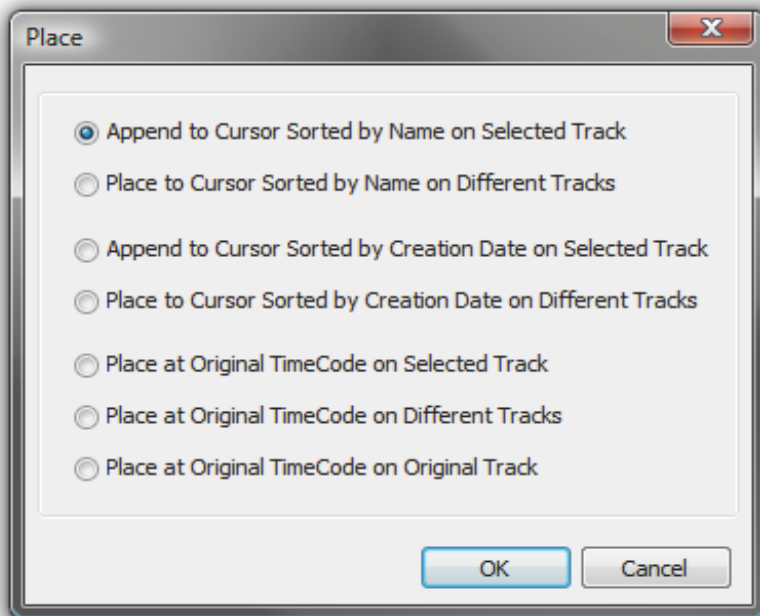 Place
Append to Cursor Sorted by Name on Selected Track
Place to Cursor Sorted by Name on Different Tracks
Append to Cursor Sorted by Creation Date on Selected Track
Place to Cursor Sorted by Creation Date on Different Tracks
Place at Original TimeCode on Selected Track
Place at Original TimeCode on Different Tracks
Place at Original TimeCode on Original Track
OK
Cancel